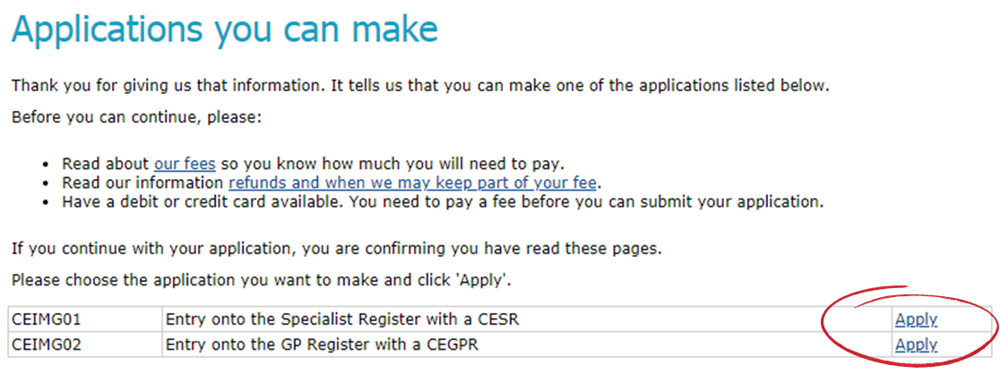 Applications you can make
Thank you for giving us that information. It tells us that you can make one of the applications listed below.
Before you can continue, please:
• Read about our fees so you know how much you will need to pay.
• Read our information refunds and when we may keep part of your fee.
• Have a debit or credit card available. You need to pay a fee before you can submit your application.
If you continue with your application, you are confirming you have read these pages.
Please choose the application you want to make and click 'Apply'.
CEIMG01 Entry onto the Specialist Register with a CESR Apply
CEIMG02 Entry onto the GP Register with a CEGPR Apply